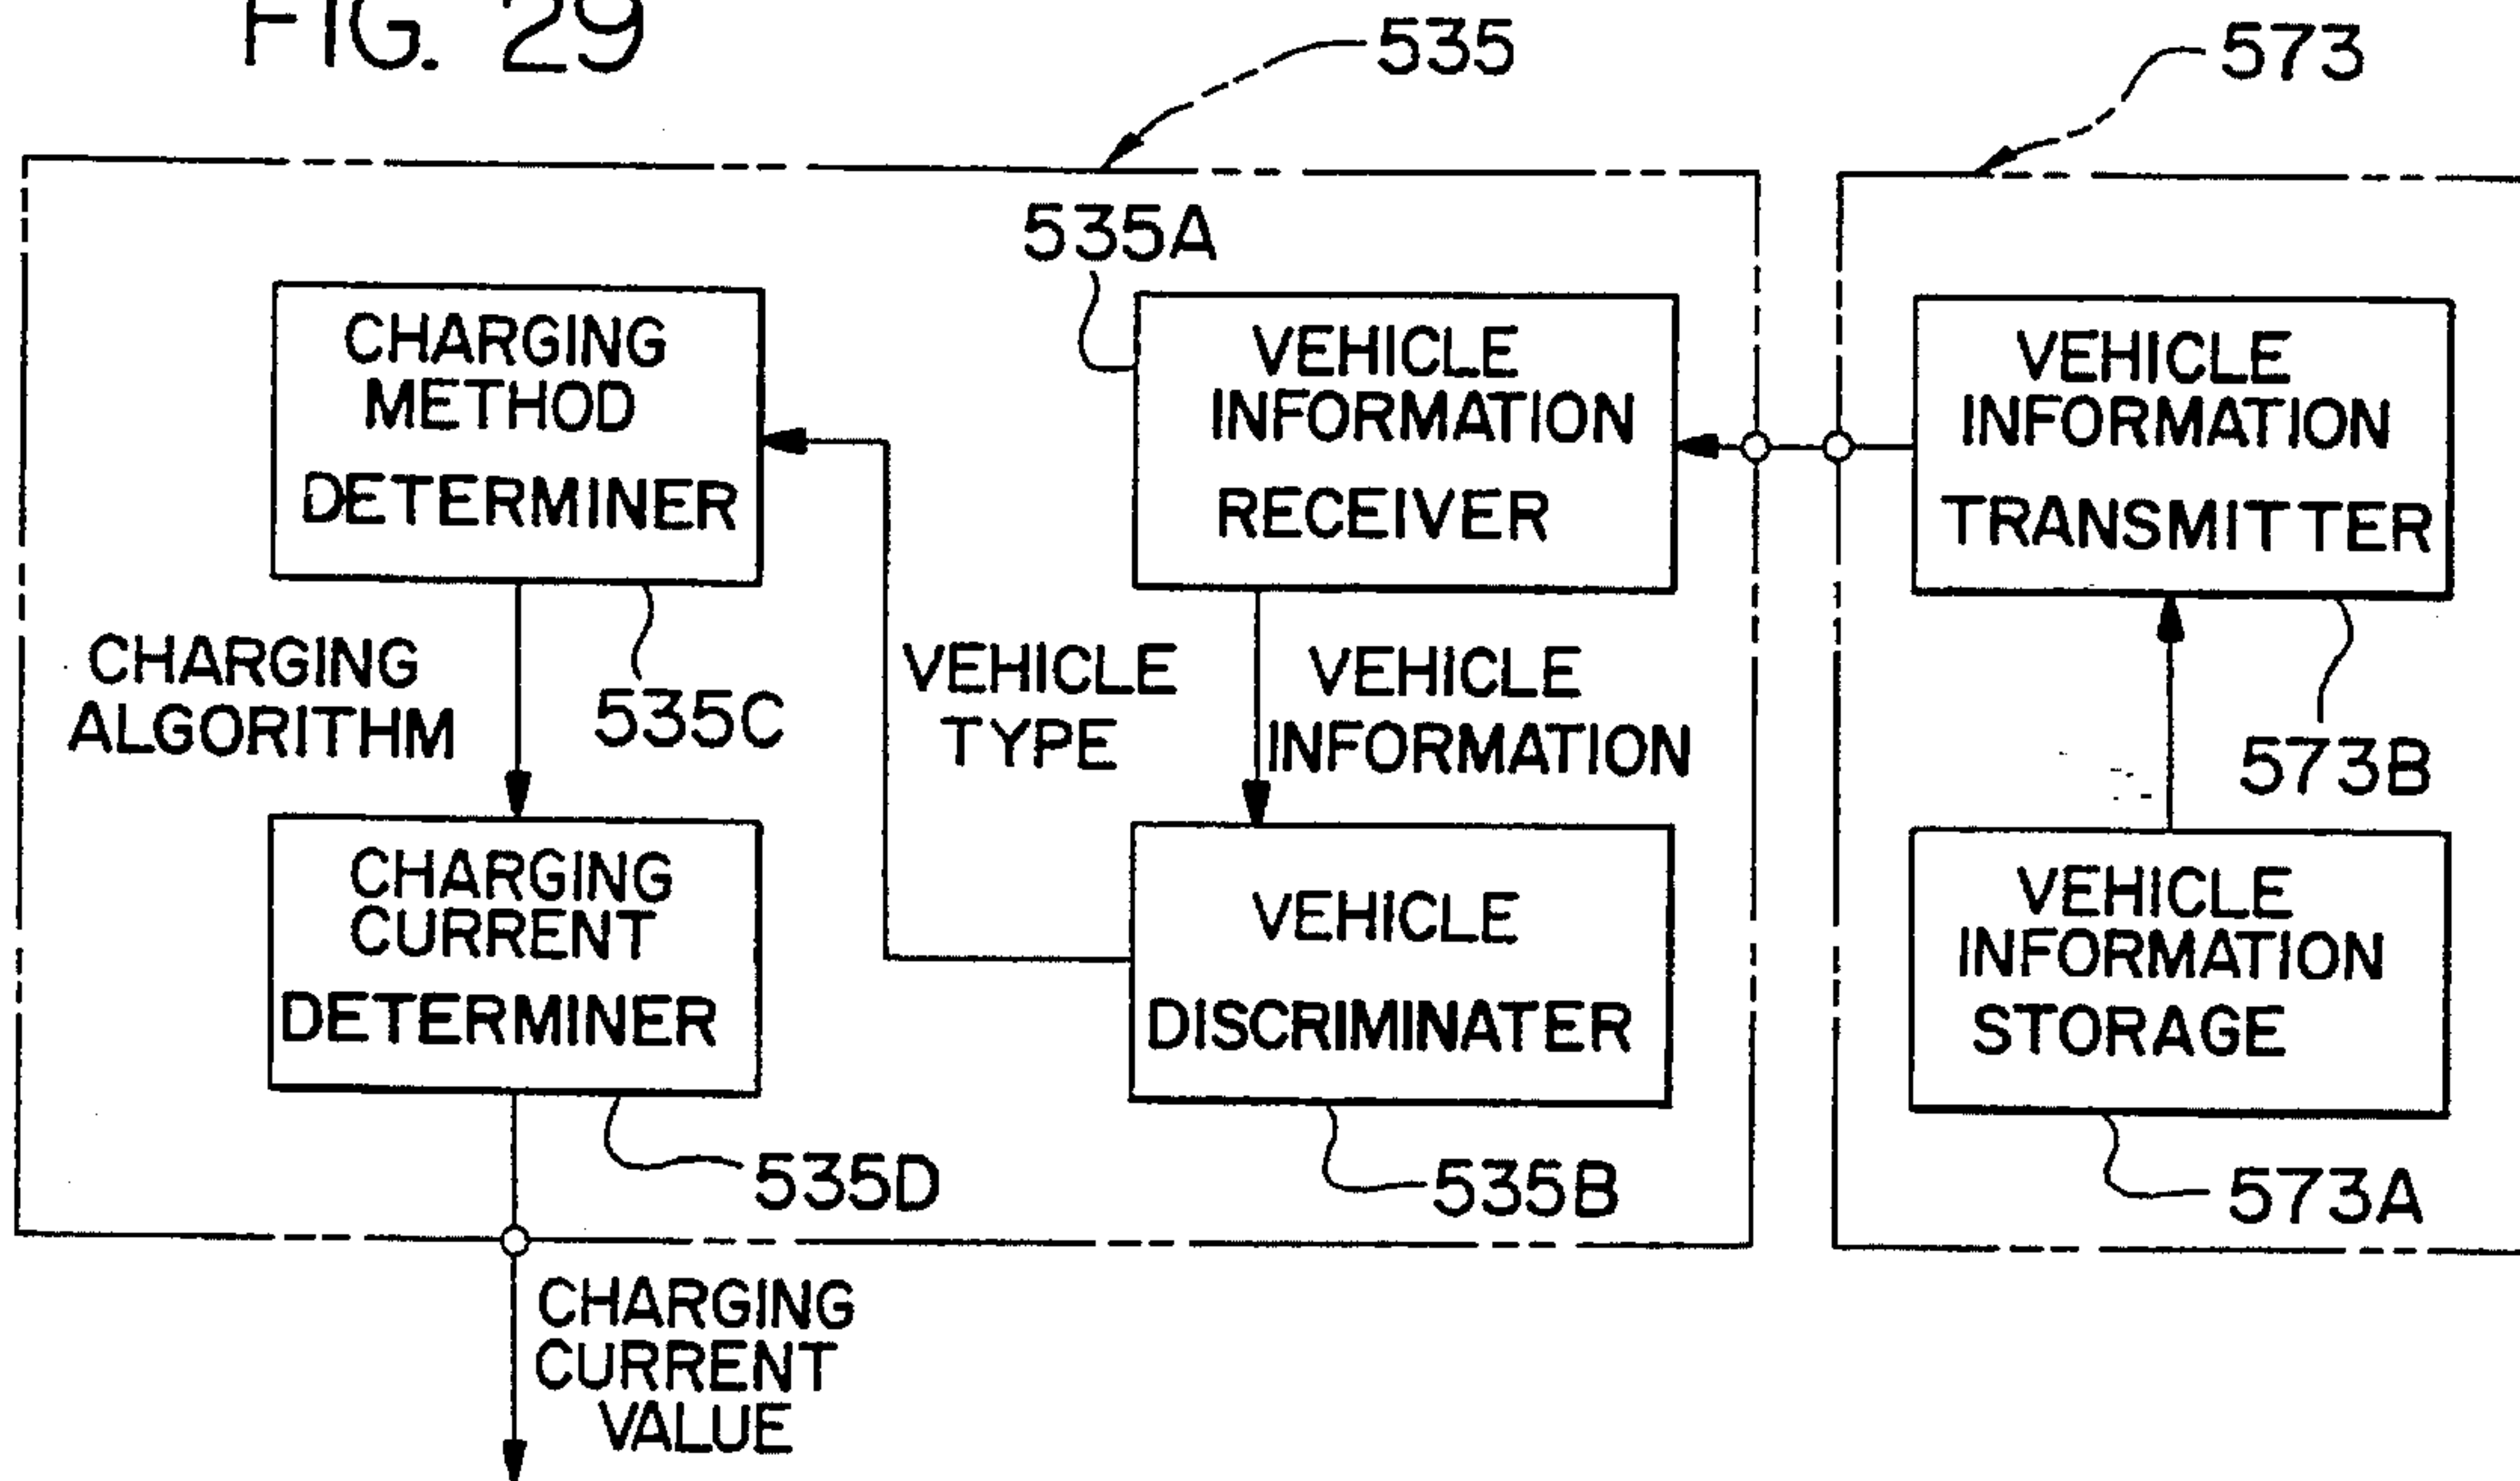 FIG. 29
535
573
535A
CHARGING
METHOD
DETERMINER
VEHICLE
INFORMATION
RECEIVER
VEHICLE
INFORMATION
TRANSMITTER
CHARGING
ALGORITHM
535C
VEHICLE
TYPE
VEHICLE
INFORMATION
573B
CHARGING
CURRENT
DETERMINER
VEHICLE
DISCRIMINATER
VEHICLE
INFORMATION
STORAGE
535D
535B
573A
CHARGING
CURRENT
VALUE